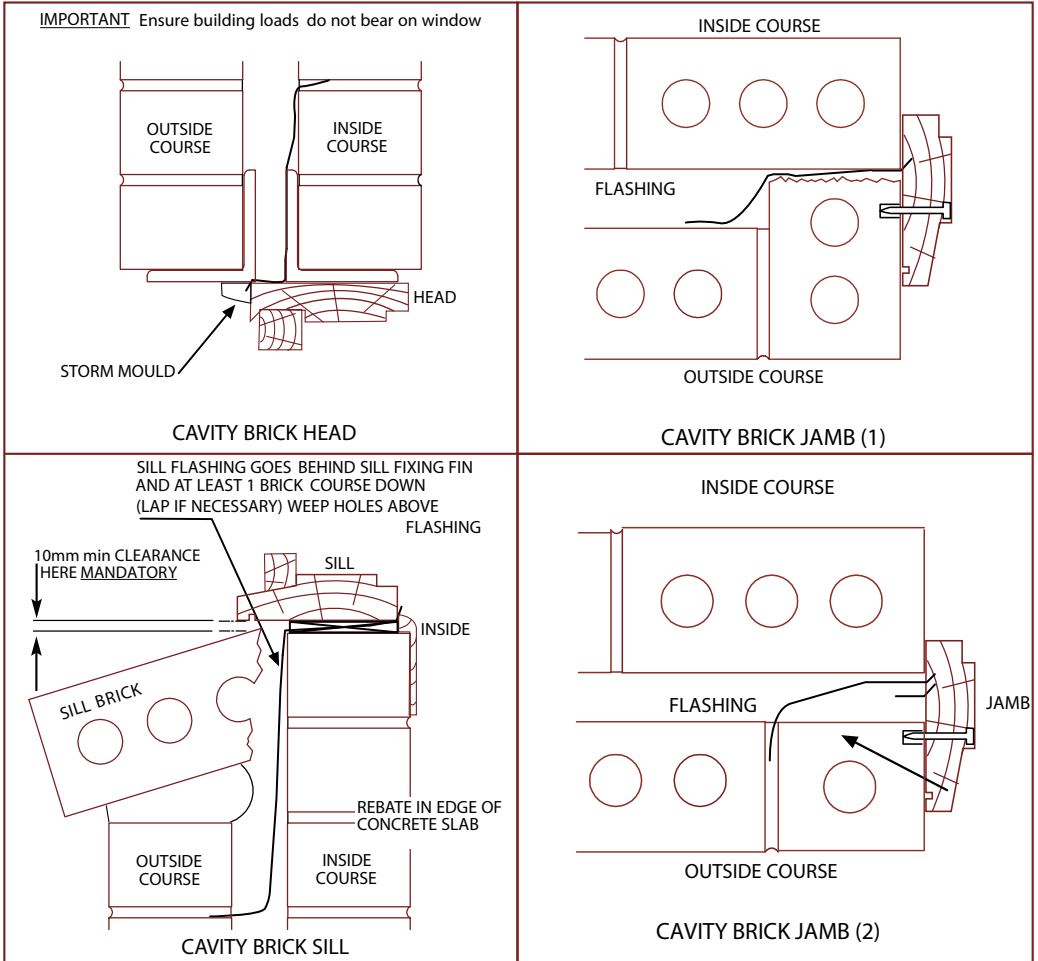 IMPORTANT Ensure building loads do not bear on window
OUTSIDE
COURSE
INSIDE
COURSE
HEAD
STORM MOULD
CAVITY BRICK HEAD
INSIDE COURSE
FLASHING
OUTSIDE COURSE
CAVITY BRICK JAMB (1)
SILL FLASHING GOES BEHIND SILL FIXING FIN
AND AT LEAST 1 BRICK COURSE DOWN
(LAP IF NECESSARY) WEEP HOLES ABOVE
FLASHING
10mm min CLEARANCE
HERE MANDATORY
SILL
INSIDE
SILL BRICK
REBATE IN EDGE OF
CONCRETE SLAB
OUTSIDE
COURSE
INSIDE
COURSE
CAVITY BRICK SILL
INSIDE COURSE
FLASHING
JAMB
OUTSIDE COURSE
CAVITY BRICK JAMB (2)